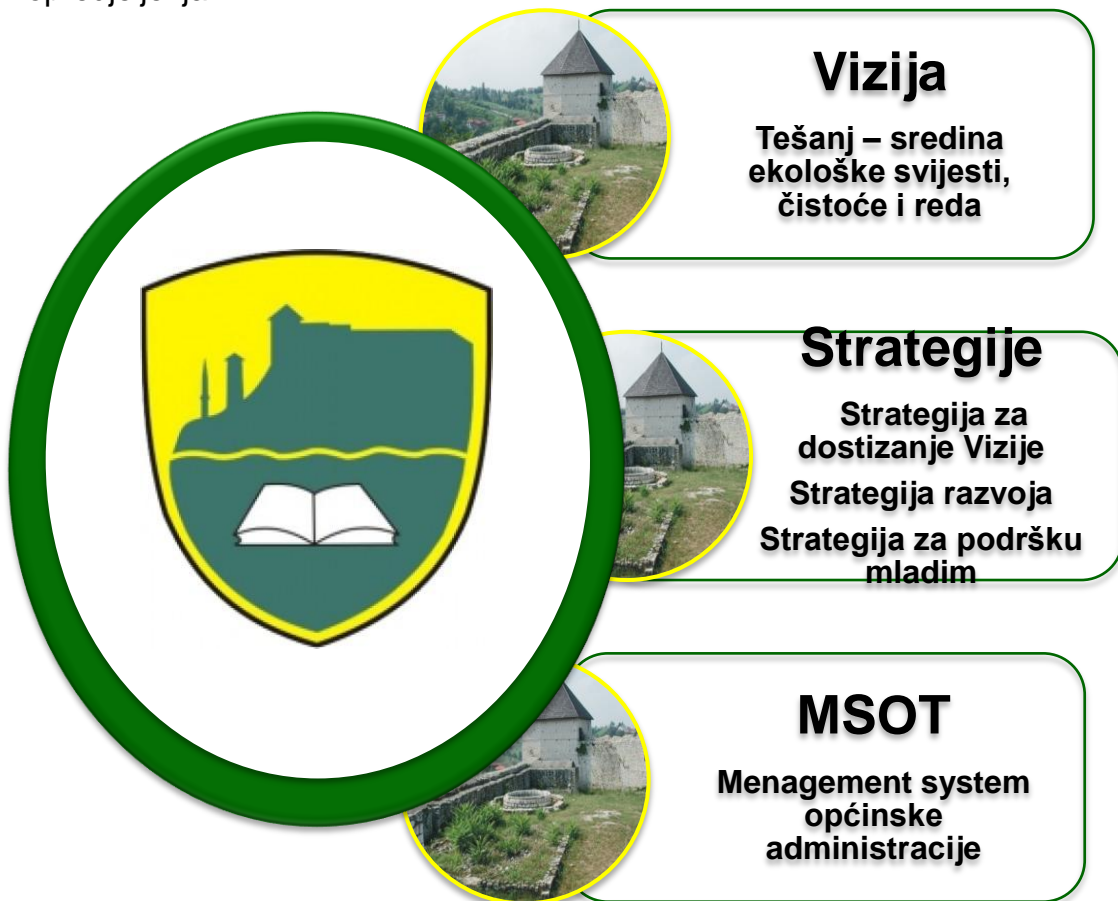 Vizija
Tešanj – sredina
ekološke svijesti,
čistoće i reda
Strategije
Strategija za
dostizanje Vizije
Strategija razvoja
Strategija za podršku
mladim
MSOT
Menagement system
općinske
administracije